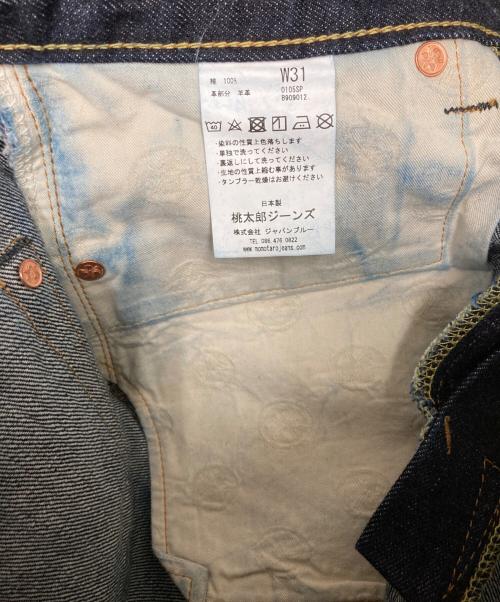 綿 100% W31
革部分 羊革 0105SP
B909012
40
・染料の性質上色落ちします
・単独で洗ってください
・裏返しにして洗ってください
・生地の性質上縮む事があります
・タンブラー乾燥はお避けください
日本製
桃太郎ジーンズ
株式会社 ジャパンブルー
TEL 086.476.0822
www.momotarojeans.com